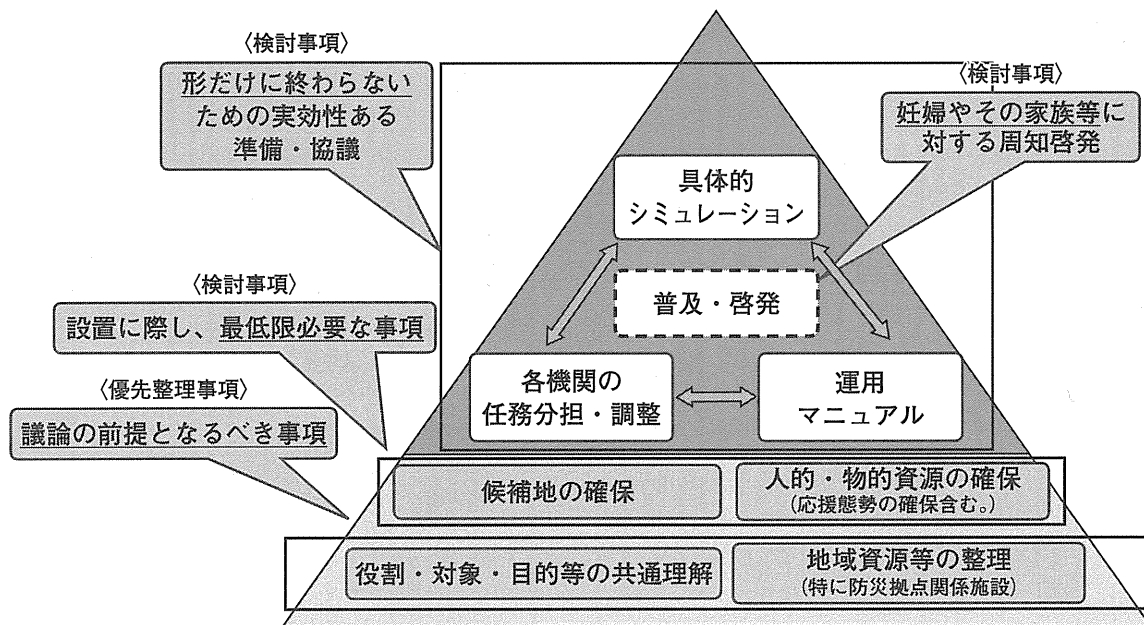 〈検討事項〉
形だけに終わらない
ための実効性ある
準備・協議
〈検討事項〉
妊婦やその家族等に
対する周知啓発
具体的
シミュレーション
普及・啓発
〈検討事項〉
設置に際し、最低限必要な事項
各機関の
任務分担・調整
運用
マニュアル
〈優先整理事項〉
議論の前提となるべき事項
候補地の確保
人的・物的資源の確保
(応援態勢の確保含む。)
役割・対象・目的等の共通理解
地域資源等の整理
(特に防災拠点関係施設)